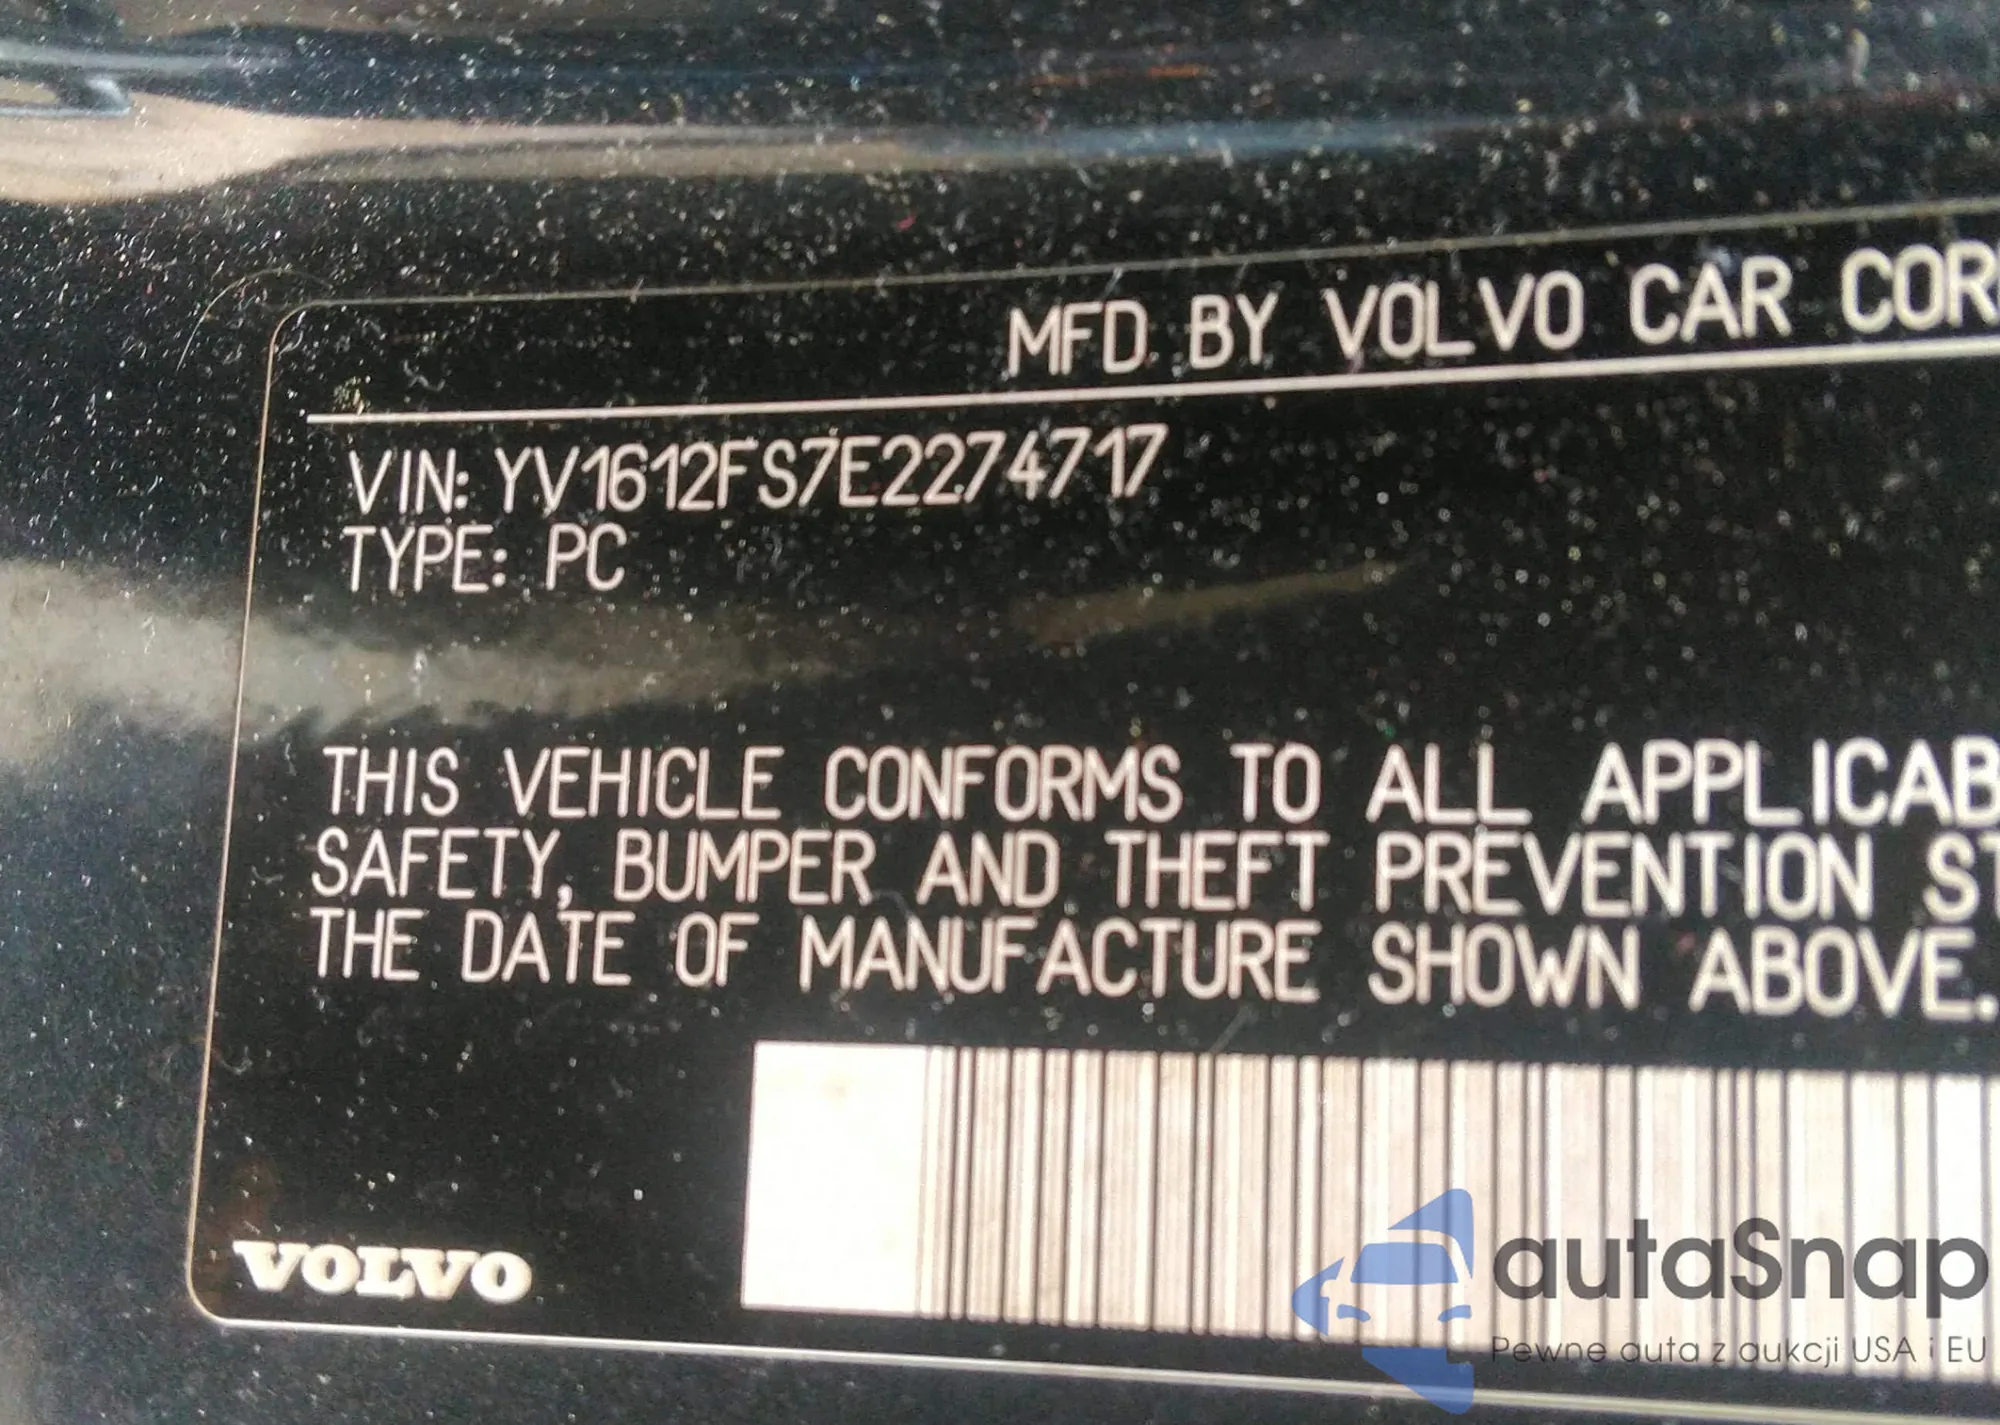 MFD BY VOLVO CAR COR
VIN: YV1612FS7E2274717
TYPE: PC
THIS VEHICLE CONFORMS TO ALL APPLICAB
SAFETY, BUMPER AND THEFT PREVENTION ST
THE DATE OF MANUFACTURE SHOWN ABOVE.
VOLVO
autaSnap
Pewne auta z aukcji USA i EU